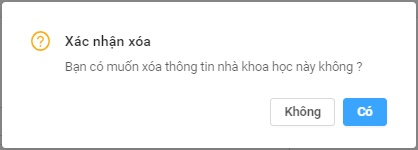 Xác nhận xóa
Bạn có muốn xóa thông tin nhà khoa học này không ?
Không
Có